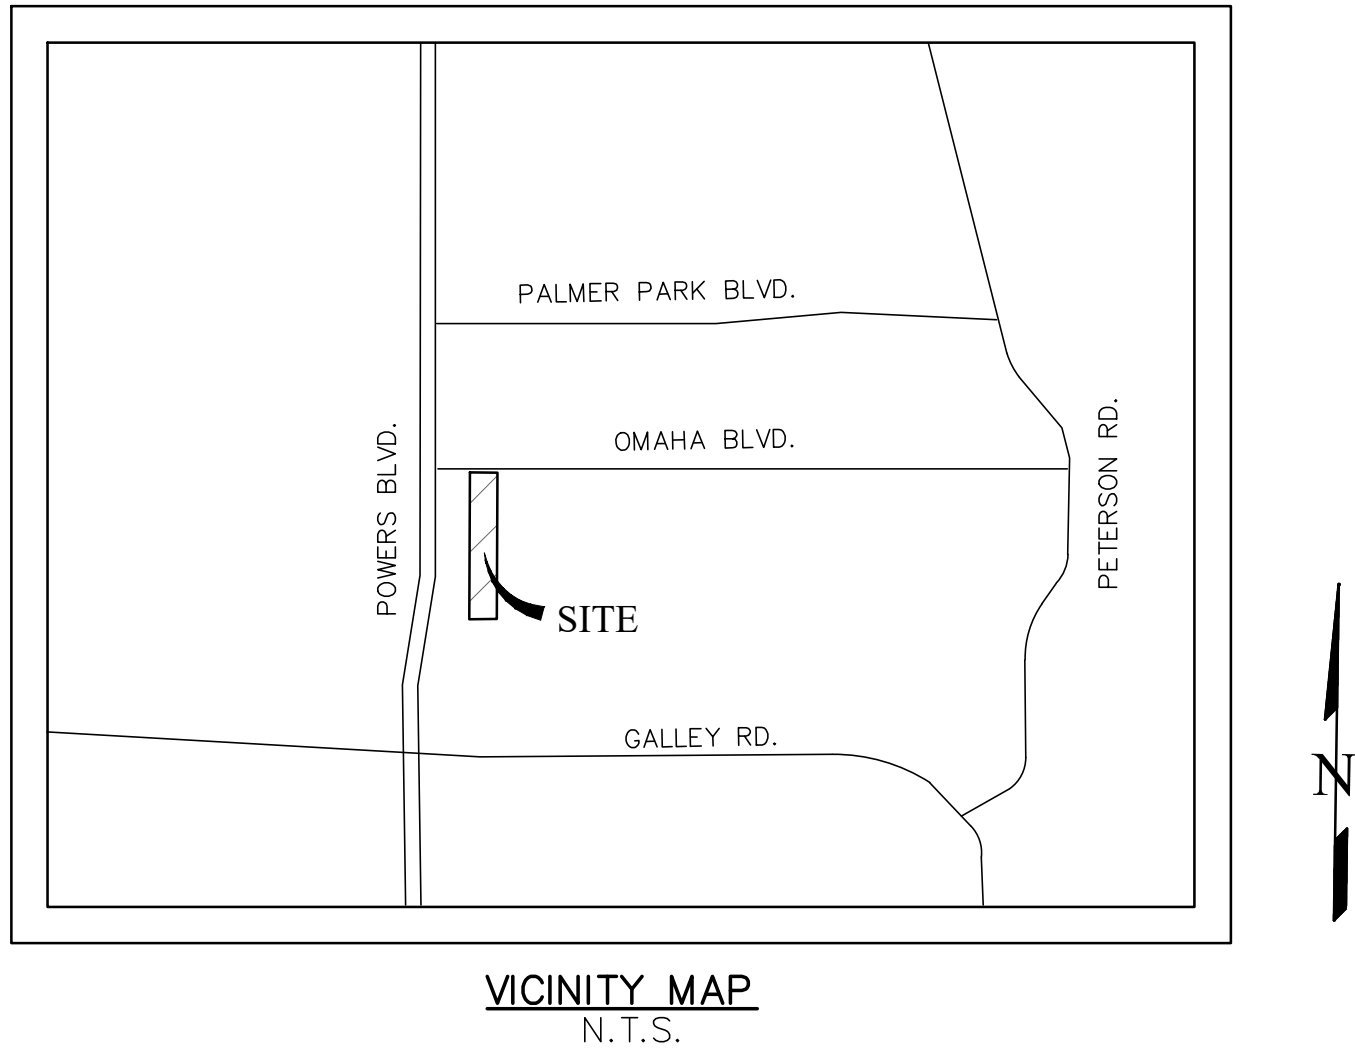 PALMER PARK BLVD.
OMAHA BLVD.
POWERS BLVD.
PETERSON RD.
SITE
GALLEY RD.
N
VICINITY MAP
N.T.S.